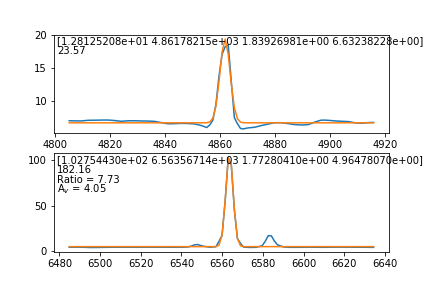 [1.28125208e+01 4.86178215e+03 1.83926981e+00 6.63238228e+00]
23.57
20
15
10
4800 4820 4840 4860 4880 4900 4920
[1.02754430e+02 6.56356714e+03 1.77280410e+00 4.96478070e+00]
182.16
Ratio = 7.73
Aᵥ = 4.05
100
50
0
6480 6500 6520 6540 6560 6580 6600 6620 6640